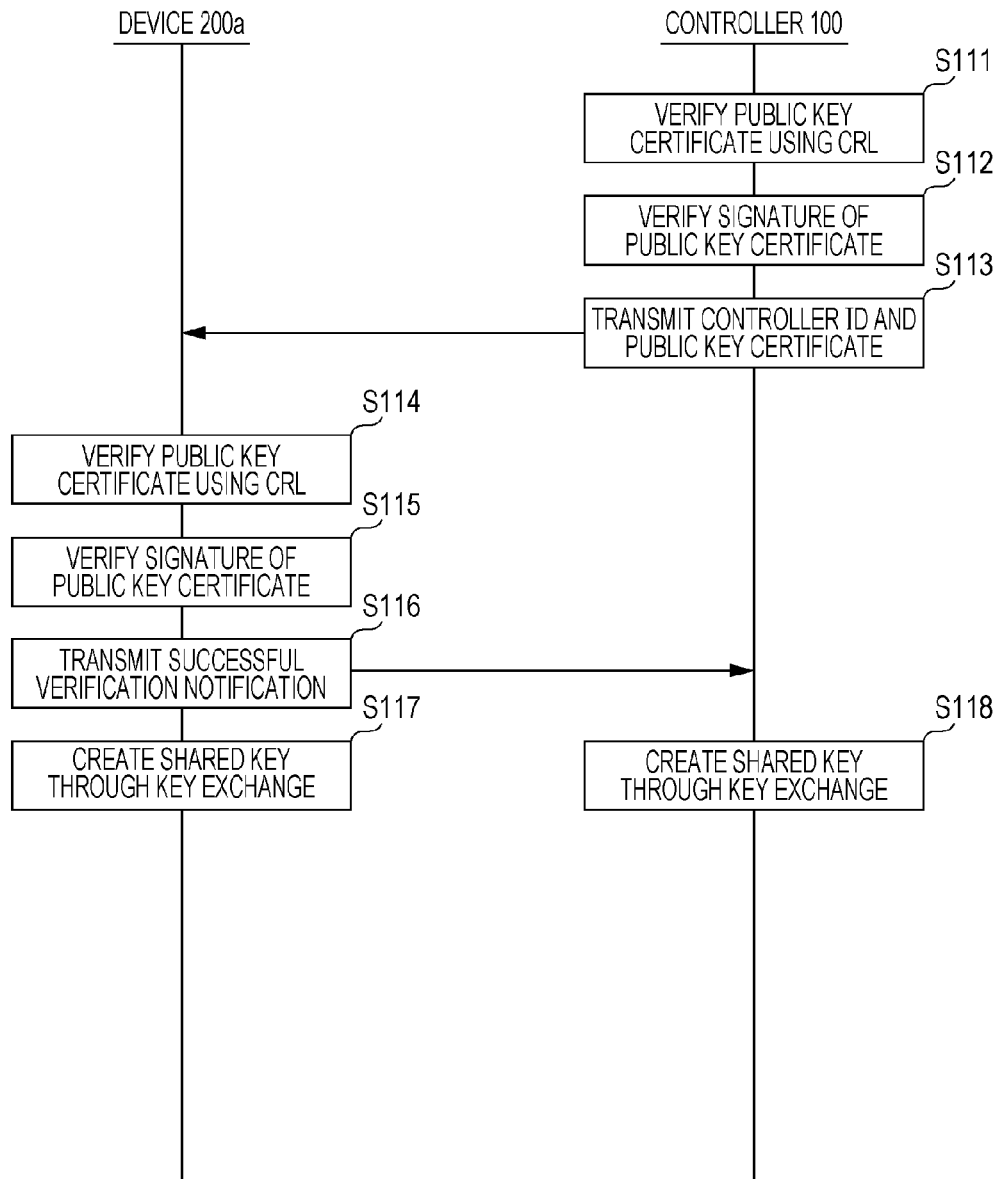 DEVICE 200a
CONTROLLER 100
S111
VERIFY PUBLIC KEY
CERTIFICATE USING CRL
S112
VERIFY SIGNATURE OF
PUBLIC KEY CERTIFICATE
S113
TRANSMIT CONTROLLER ID AND
PUBLIC KEY CERTIFICATE
S114
VERIFY PUBLIC KEY
CERTIFICATE USING CRL
S115
VERIFY SIGNATURE OF
PUBLIC KEY CERTIFICATE
S116
TRANSMIT SUCCESSFUL
VERIFICATION NOTIFICATION
S117
CREATE SHARED KEY
THROUGH KEY EXCHANGE
S118
CREATE SHARED KEY
THROUGH KEY EXCHANGE